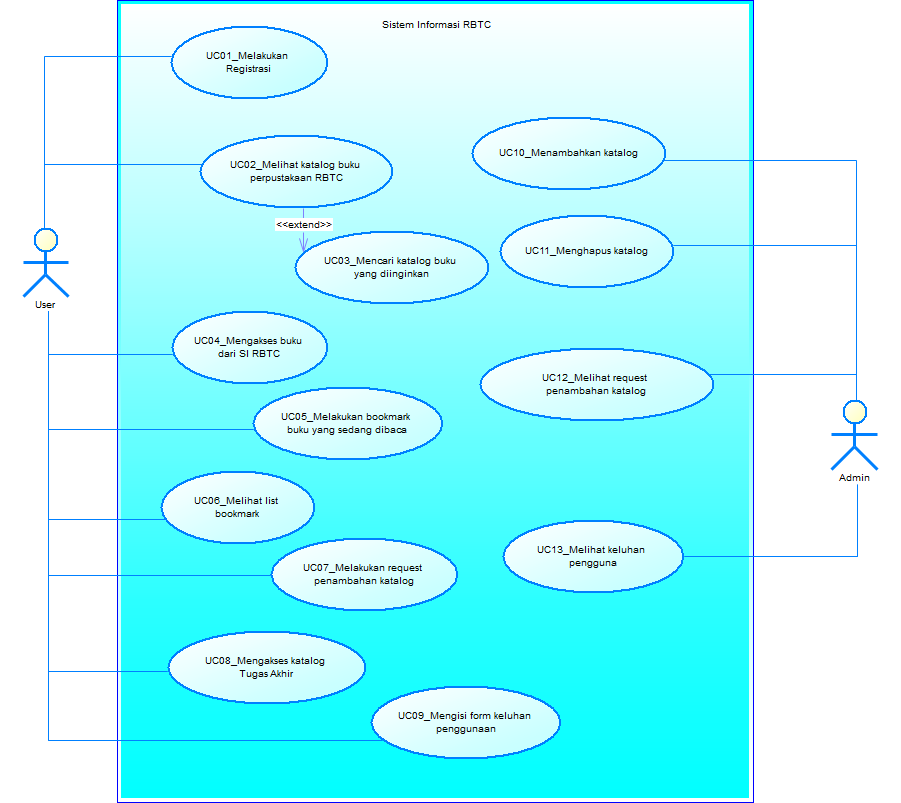 Sistem Informasi RBTC
UC01_Melakukan
Registrasi
UC02_Melihat katalog buku
perpustakaan RBTC
<<extend>>
UC03_Mencari katalog buku
yang diinginkan
UC10_Menambahkan katalog
UC11_Menghapus katalog
User
UC04_Mengakses buku
dari SI RBTC
UC05_Melakukan bookmark
buku yang sedang dibaca
UC12_Melihat request
penambahan katalog
Admin
UC06_Melihat list
bookmark
UC07_Melakukan request
penambahan katalog
UC13_Melihat keluhan
pengguna
UC08_Mengakses katalog
Tugas Akhir
UC09_Mengisi form keluhan
penggunaan